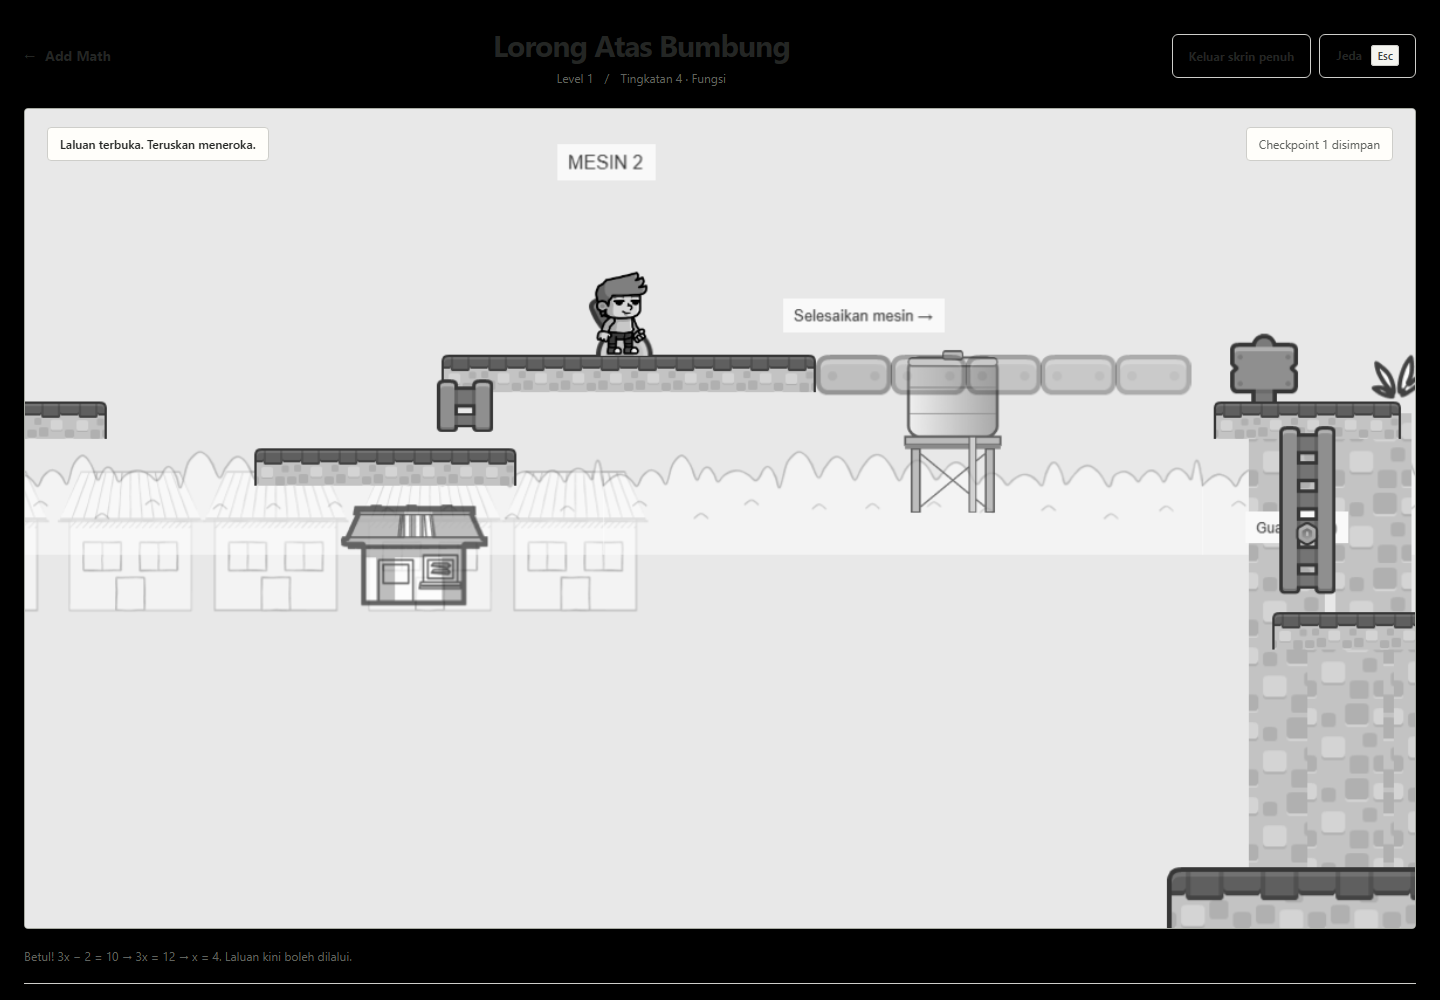 ← Add Math
Lorong Atas Bumbung
Level 1 / Tingkatan 4 · Fungsi
Keluar skrin penuh
Jeda Esc
Laluan terbuka. Teruskan meneroka.
Checkpoint 1 disimpan
MESIN 2
Selesaikan mesin →
Betul! 3x − 2 = 10 → 3x = 12 → x = 4. Laluan kini boleh dilalui.